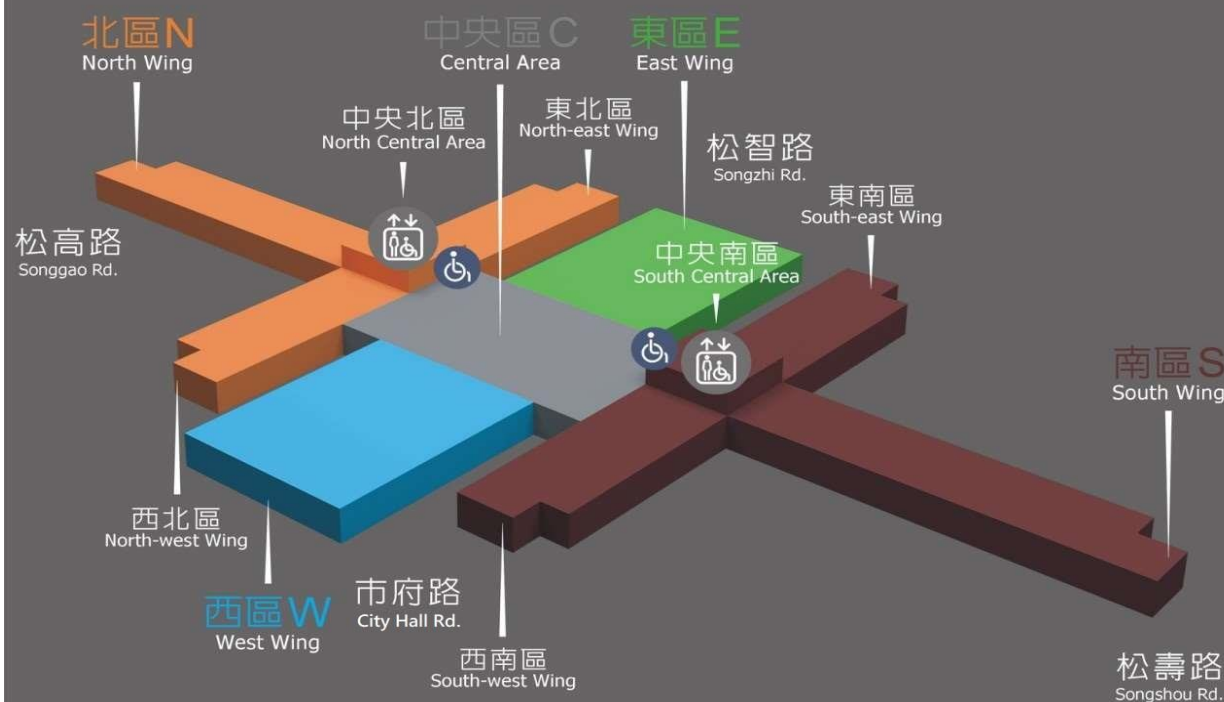 北區N
North Wing
中央區C
Central Area
東區E
East Wing
中央北區
North Central Area
東北區
North-east Wing
松智路
Songzhi Rd.
東南區
South-east Wing
松高路
Songgao Rd.
中央南區
South Central Area
南區S
South Wing
西北區
North-west Wing
西區W
West Wing
市府路
City Hall Rd.
西南區
South-west Wing
松壽路
Songshou Rd.